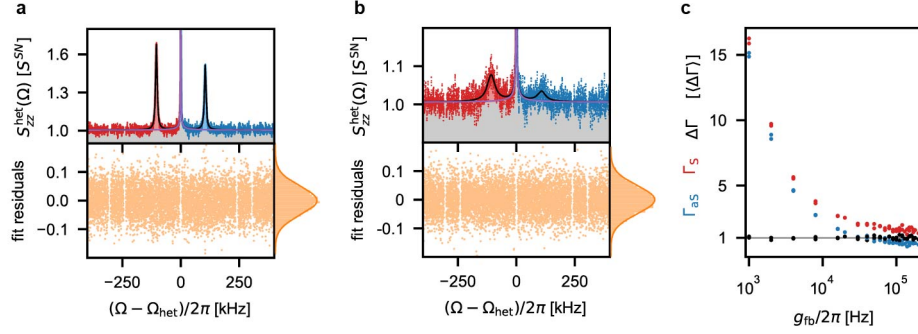 a
b
c
S_zz^het(Ω) [S^SN]
1.6
1.4
1.2
1.0
fit residuals
0.1
0.0
-0.1
−250
0
250
(Ω − Ω_het)/2π [kHz]
S_zz^het(Ω) [S^SN]
1.1
1.0
fit residuals
0.1
0
-0.1
−250
0
250
(Ω − Ω_het)/2π [kHz]
Γ_aS Γ_S ΔΓ [⟨ΔΓ⟩]
15
10
5
1
10^3
10^4
10^5
g_fb/2π [Hz]